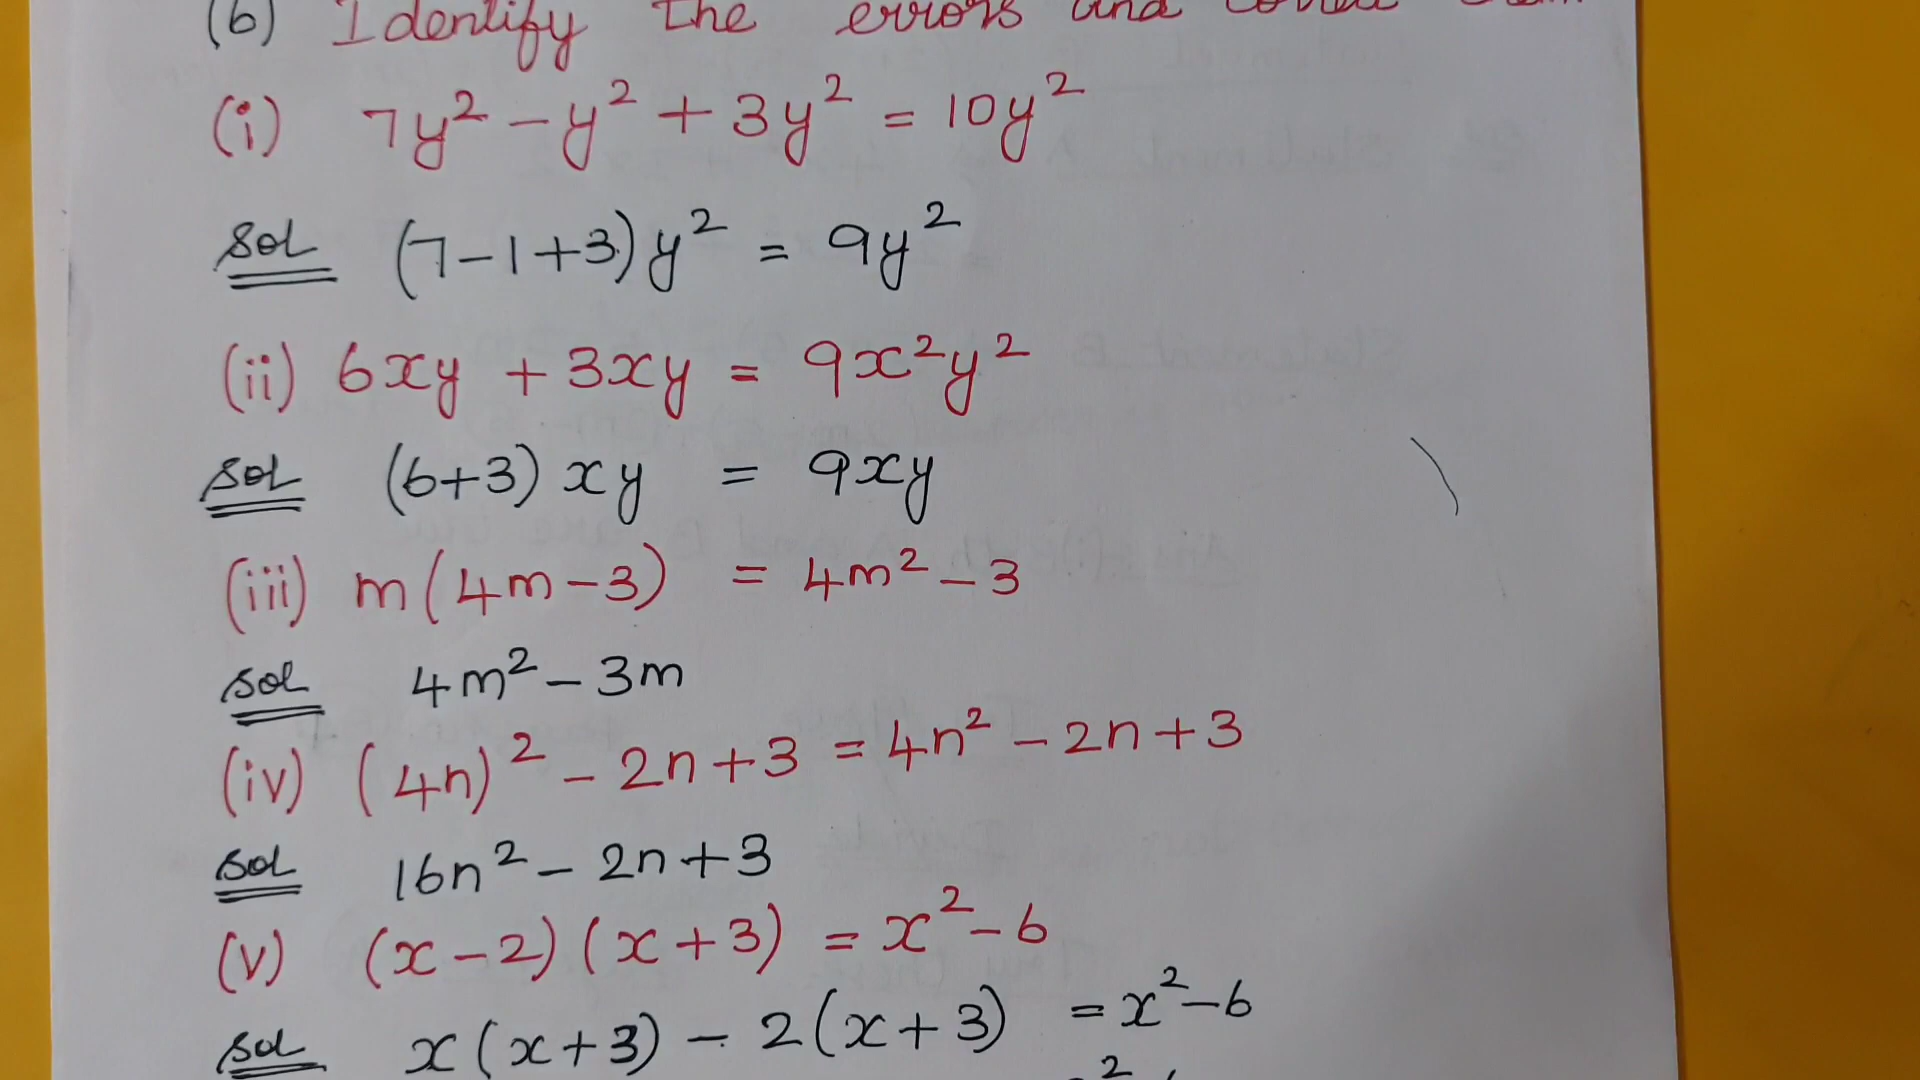 (6) Identify the errors and
(i) 7y² - y² + 3y² = 10y²
Sol (7-1+3)y² = 9y²
(ii) 6xy + 3xy = 9x²y²
Sol (6+3)xy = 9xy
(iii) m(4m-3) = 4m² - 3
Sol 4m² - 3m
(iv) (4n)² - 2n + 3 = 4n² - 2n + 3
Sol 16n² - 2n + 3
(v) (x-2)(x+3) = x² - 6
Sol x(x+3) - 2(x+3) = x² - 6